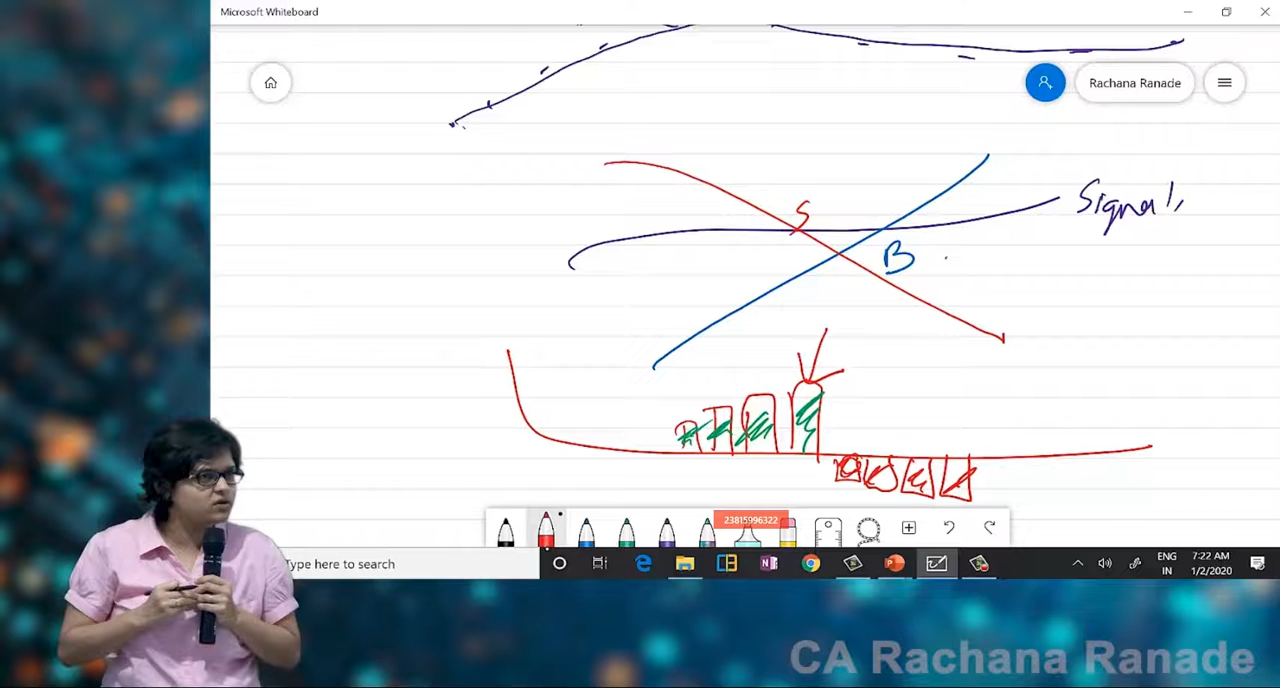 Microsoft Whiteboard
Rachana Ranade
Signal,
S
B
23815996322
Type here to search
ENG
IN
7:22 AM
1/2/2020
CA Rachana Ranade